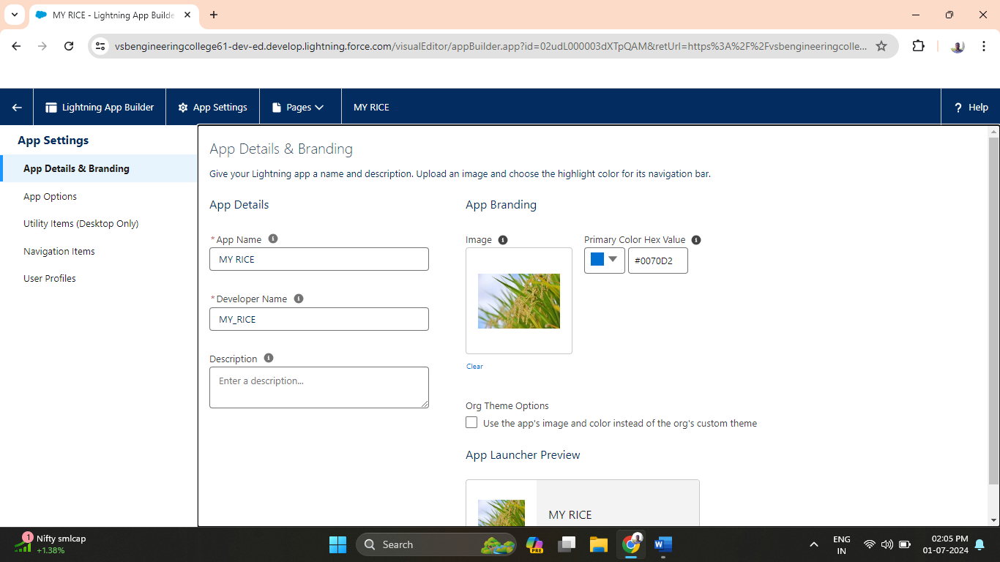 MY RICE - Lightning App Builde
vsbengineeringcollege61-dev-ed.develop.lightning.force.com/visualEditor/appBuilder.app?id=02udL000003dXTpQAM&retUrl=https%3A%2F%2Fvsbengineeringcolle...
Lightning App Builder
App Settings
Pages
MY RICE
? Help
App Settings
App Details & Branding
App Options
Utility Items (Desktop Only)
Navigation Items
User Profiles
App Details & Branding
Give your Lightning app a name and description. Upload an image and choose the highlight color for its navigation bar.
App Details
*App Name
MY RICE
*Developer Name
MY_RICE
Description
Enter a description...
App Branding
Image
Primary Color Hex Value
#0070D2
Clear
Org Theme Options
Use the app's image and color instead of the org's custom theme
App Launcher Preview
MY RICE
1
Nifty smlcap
+1.38%
Search
PRE
ENG
IN
02:05 PM
01-07-2024